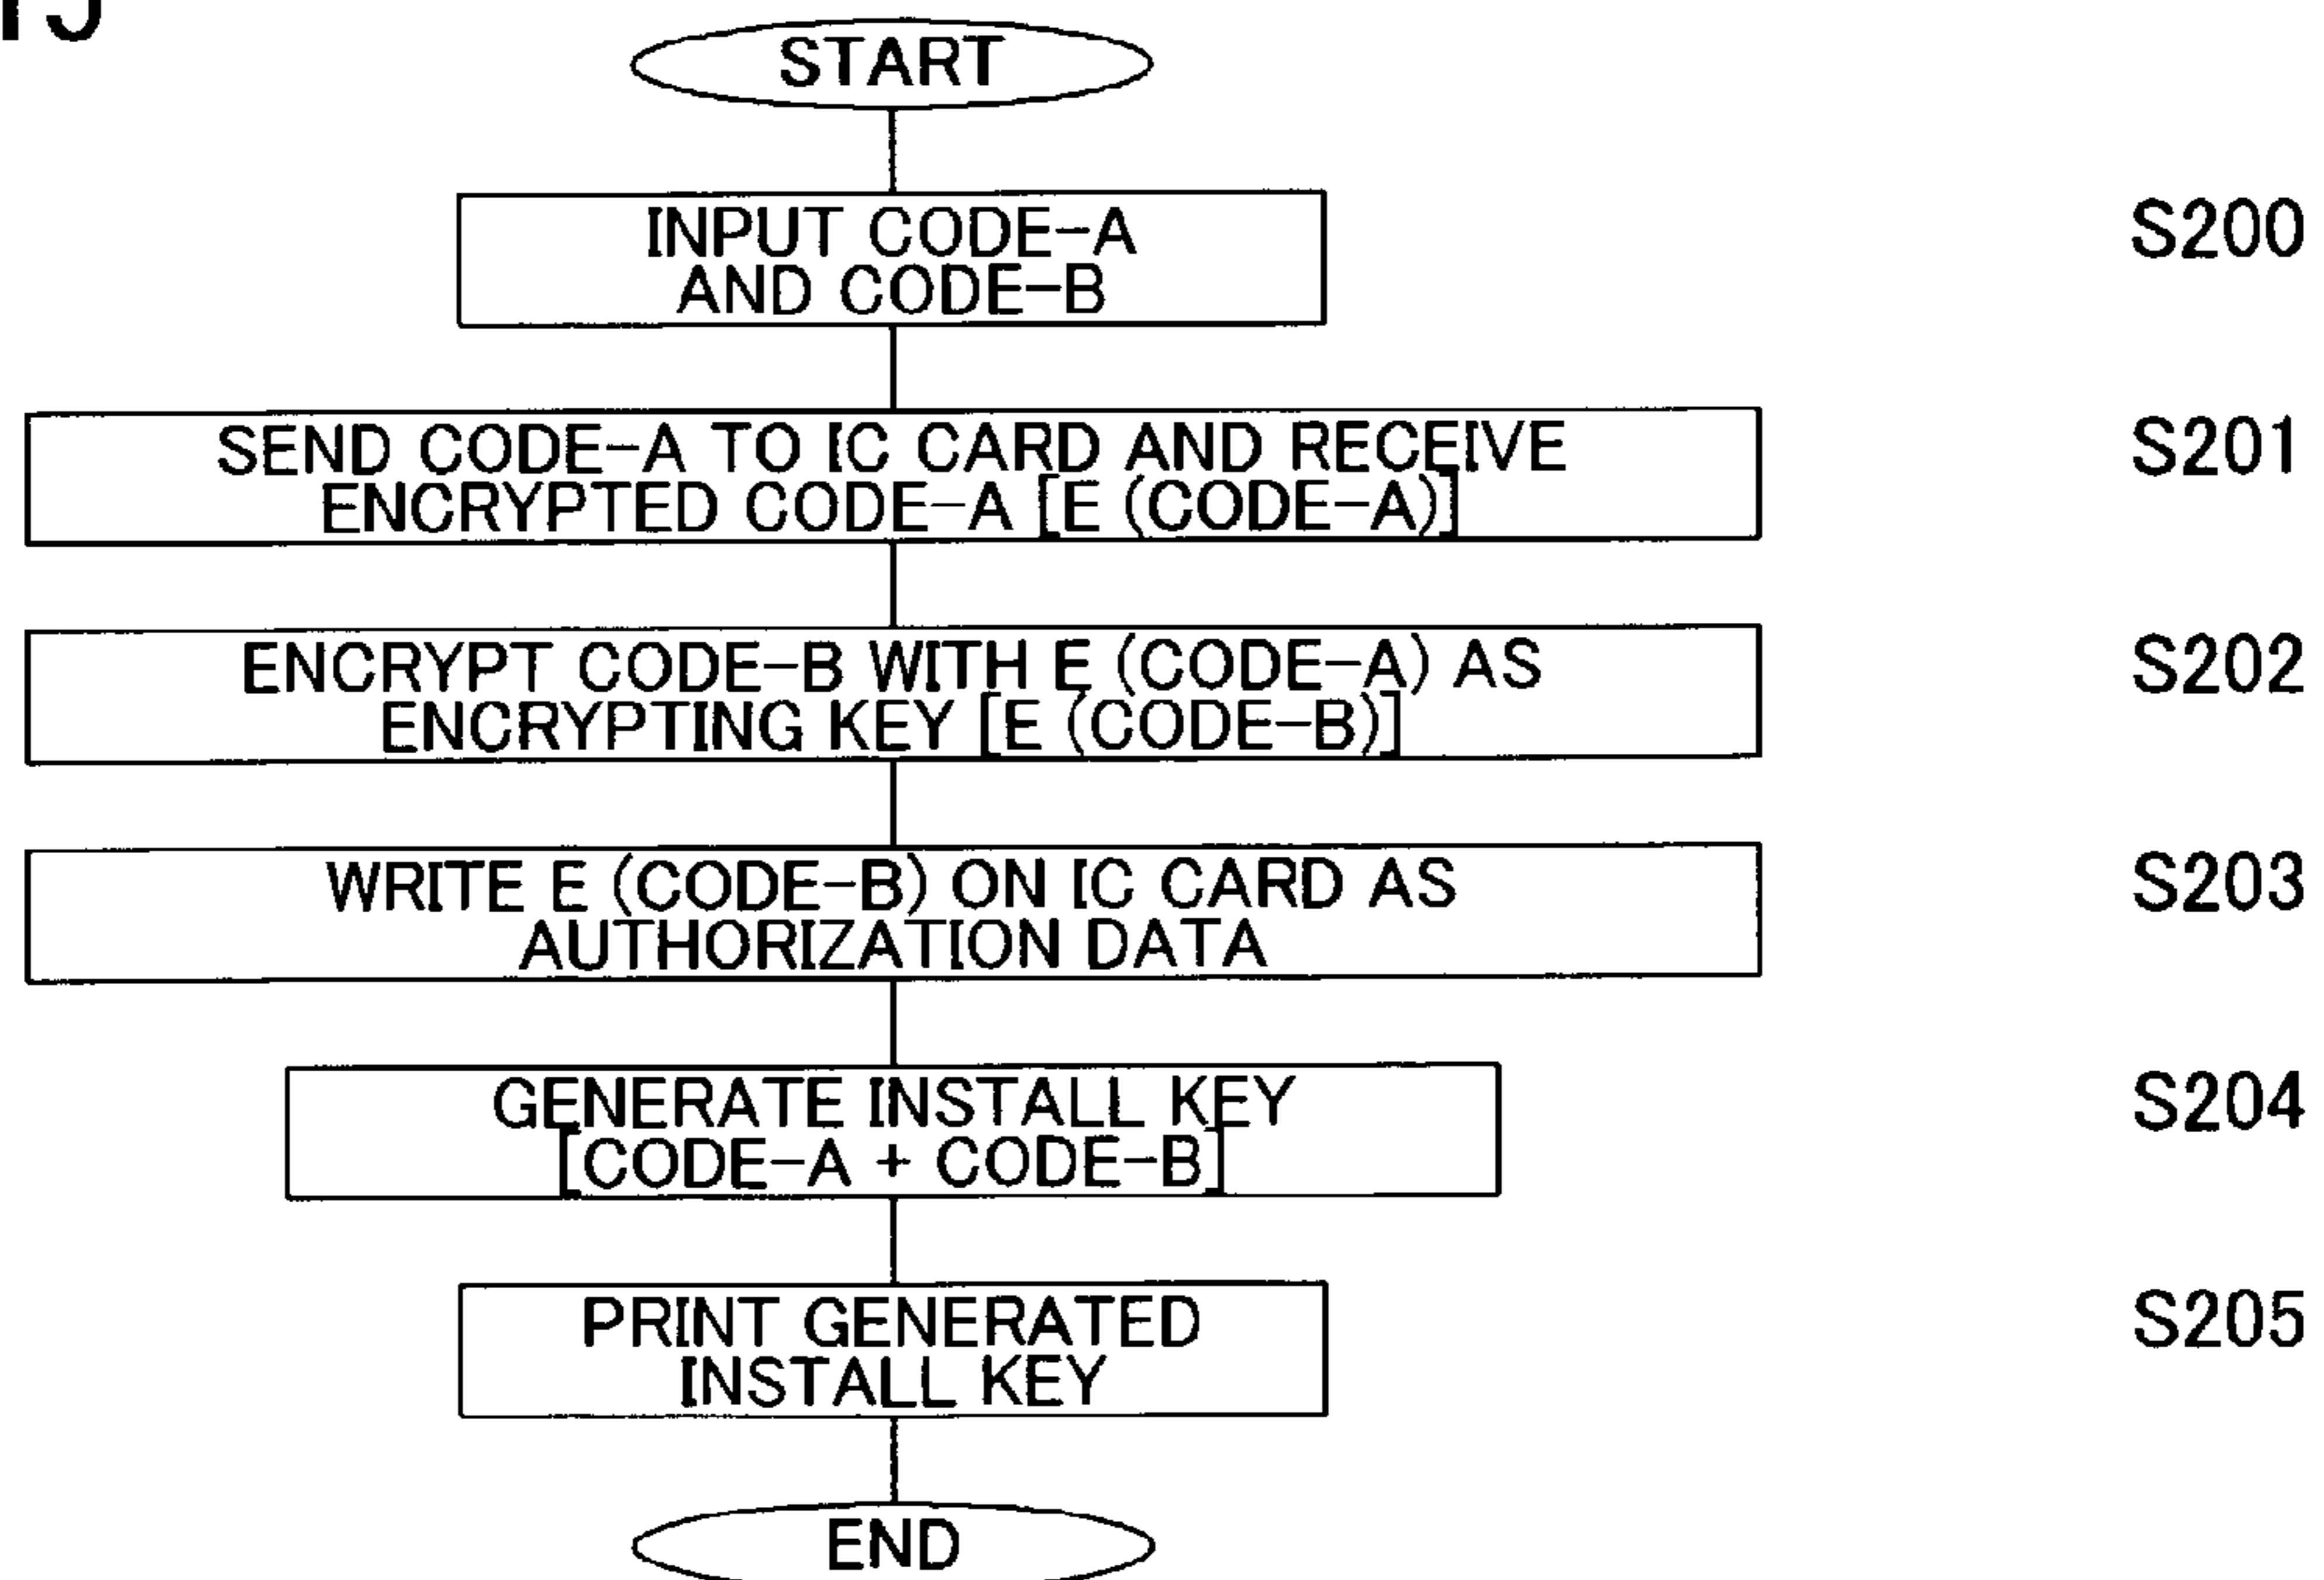 START
INPUT CODE-A
AND CODE-B
S200
SEND CODE-A TO IC CARD AND RECEIVE
ENCRYPTED CODE-A [E (CODE-A)]
S201
ENCRYPT CODE-B WITH E (CODE-A) AS
ENCRYPTING KEY [E (CODE-B)]
S202
WRITE E (CODE-B) ON IC CARD AS
AUTHORIZATION DATA
S203
GENERATE INSTALL KEY
[CODE-A + CODE-B]
S204
PRINT GENERATED
INSTALL KEY
S205
END